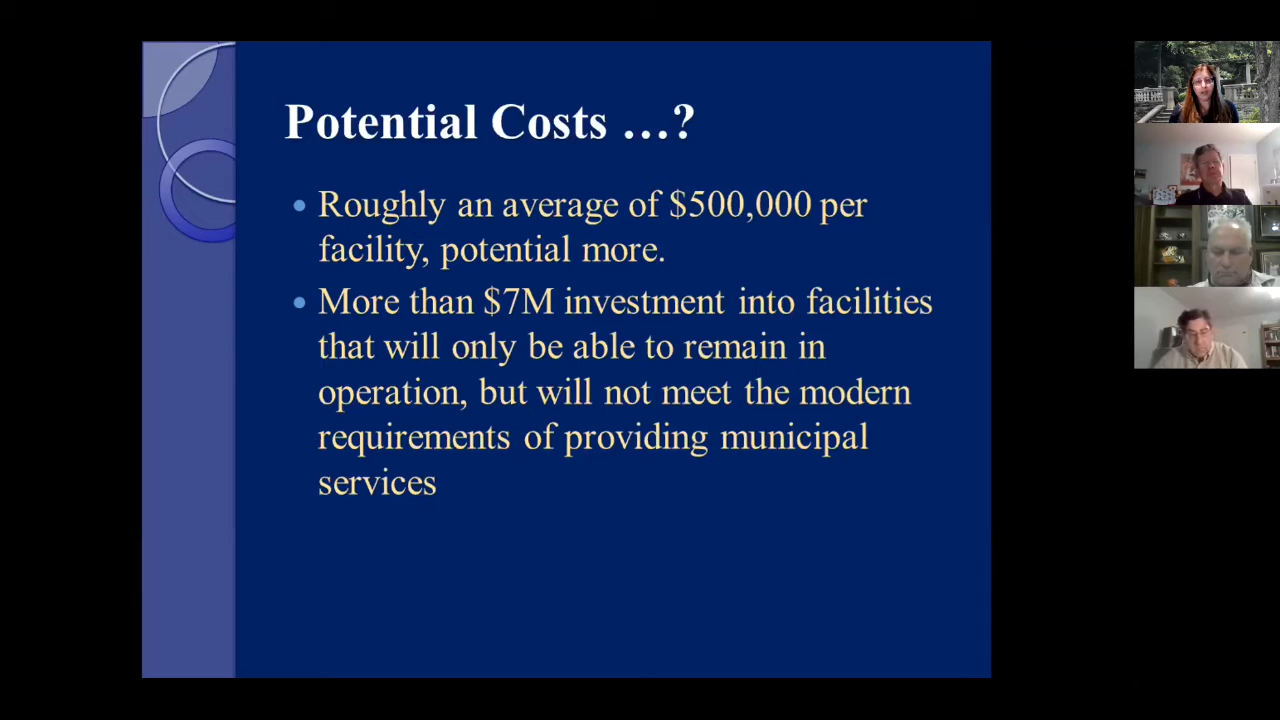 Potential Costs ...?
• Roughly an average of $500,000 per
facility, potential more.
• More than $7M investment into facilities
that will only be able to remain in
operation, but will not meet the modern
requirements of providing municipal
services